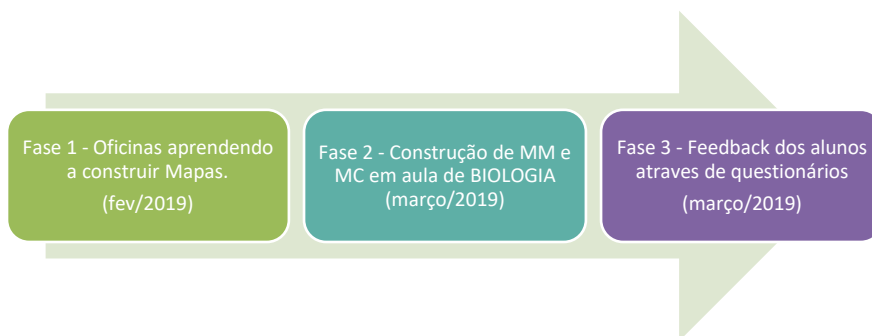 Fase 1 - Oficinas aprendendo
a construir Mapas.
(fev/2019)
Fase 2 - Construção de MM e
MC em aula de BIOLOGIA
(março/2019)
Fase 3 - Feedback dos alunos
atraves de questionários
(março/2019)